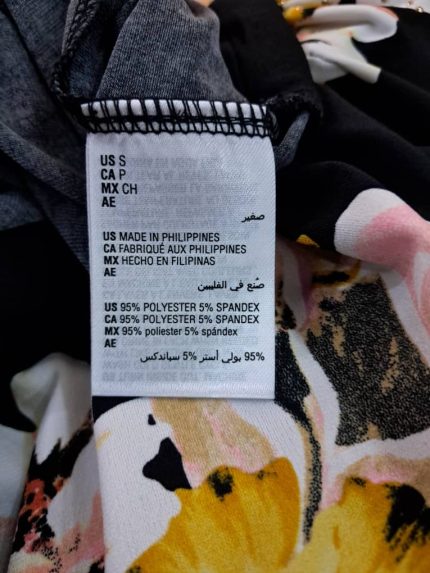 US S
CA P
MX CH
AE
صغير
US MADE IN PHILIPPINES
CA FABRIQUÉ AUX PHILIPPINES
MX HECHO EN FILIPINAS
AE
صُنع في الفلبين
US 95% POLYESTER 5% SPANDEX
CA 95% POLYESTER 5% SPANDEX
MX 95% poliester 5% spándex
AE
95% بولي أستر 5% سباندكس